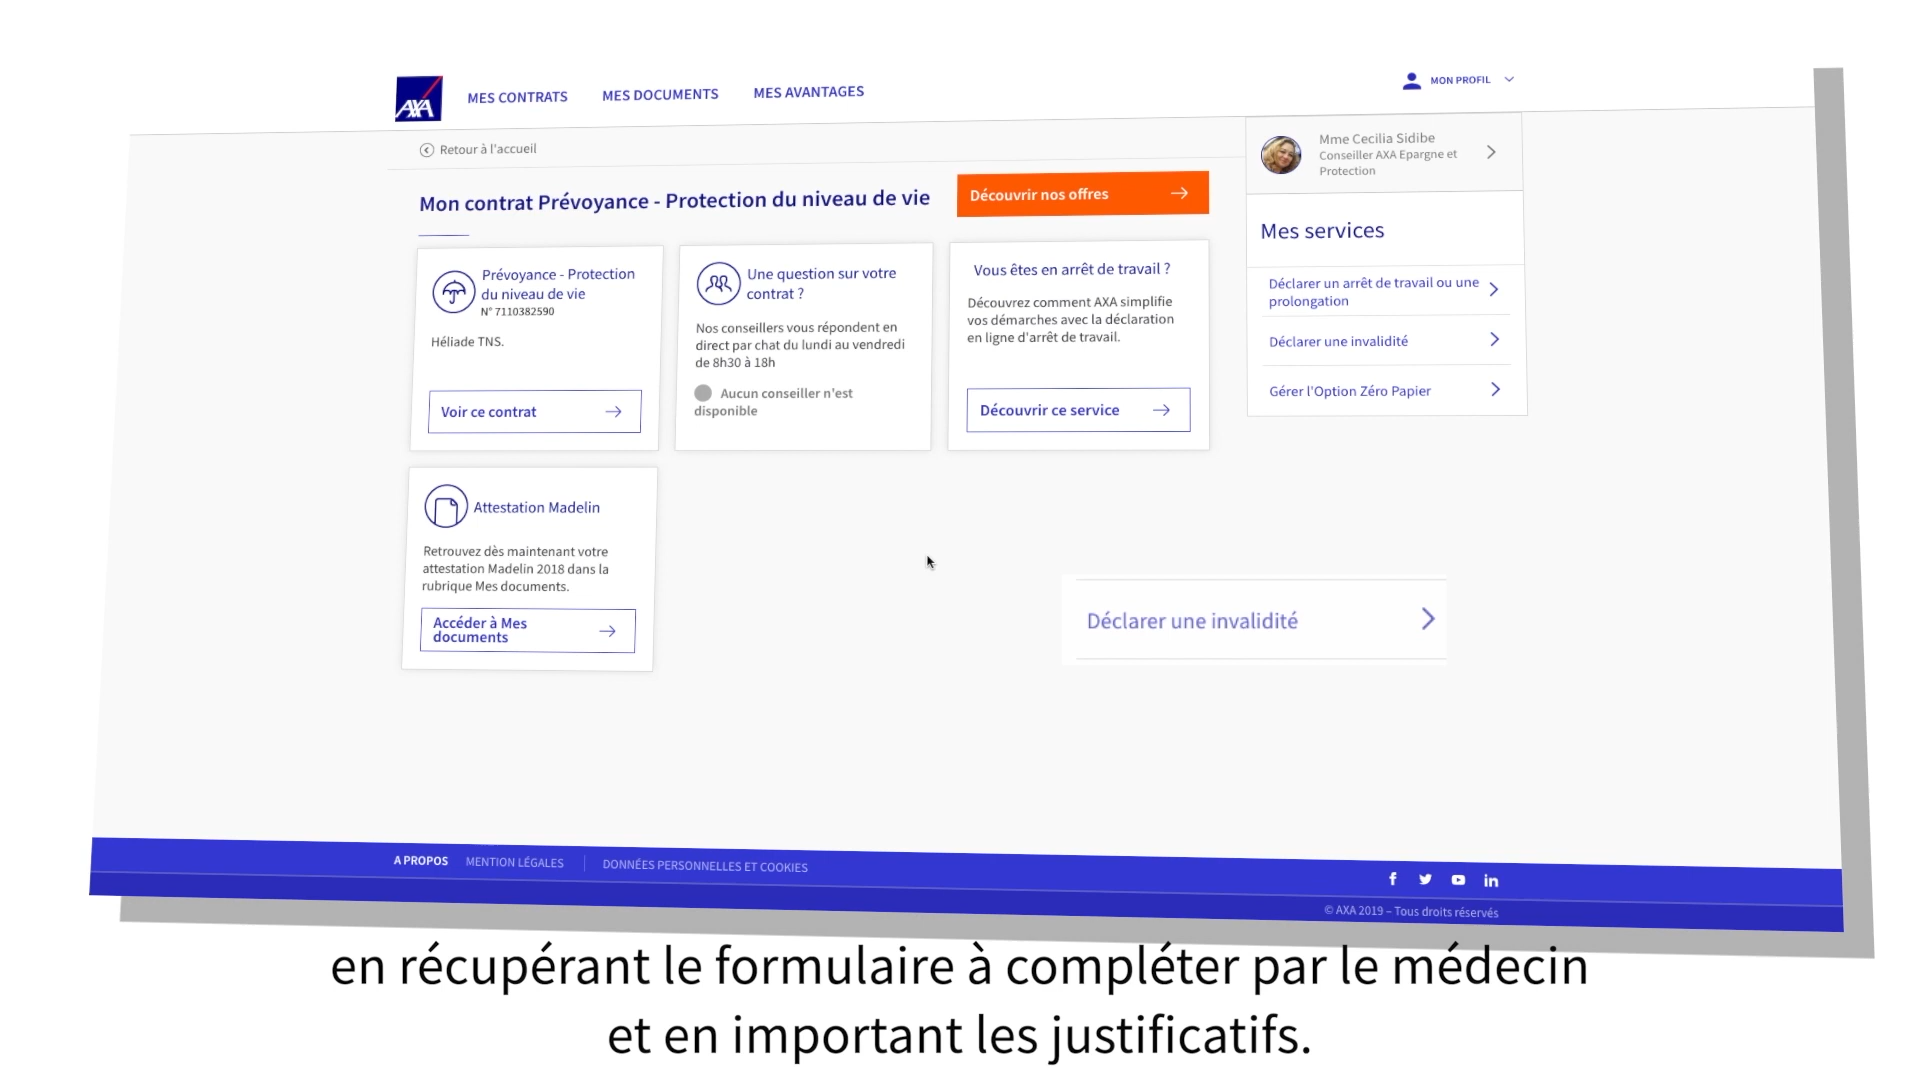 AXA
MES CONTRATS
MES DOCUMENTS
MES AVANTAGES
MON PROFIL
Retour à l'accueil
Mon contrat Prévoyance - Protection du niveau de vie
Découvrir nos offres
Mme Cecilia Sidibe
Conseiller AXA Epargne et
Protection
Mes services
Déclarer un arrêt de travail ou une
prolongation
Déclarer une invalidité
Gérer l'Option Zéro Papier
Prévoyance - Protection
du niveau de vie
N° 7110382590
Héliade TNS.
Voir ce contrat
Une question sur votre
contrat ?
Nos conseillers vous répondent en
direct par chat du lundi au vendredi
de 8h30 à 18h
Aucun conseiller n'est
disponible
Vous êtes en arrêt de travail ?
Découvrez comment AXA simplifie
vos démarches avec la déclaration
en ligne d'arrêt de travail.
Découvrir ce service
Attestation Madelin
Retrouvez dès maintenant votre
attestation Madelin 2018 dans la
rubrique Mes documents.
Accéder à Mes
documents
Déclarer une invalidité
A PROPOS
MENTION LÉGALES
DONNÉES PERSONNELLES ET COOKIES
© AXA 2019 – Tous droits réservés
en récupérant le formulaire à compléter par le médecin
et en important les justificatifs.